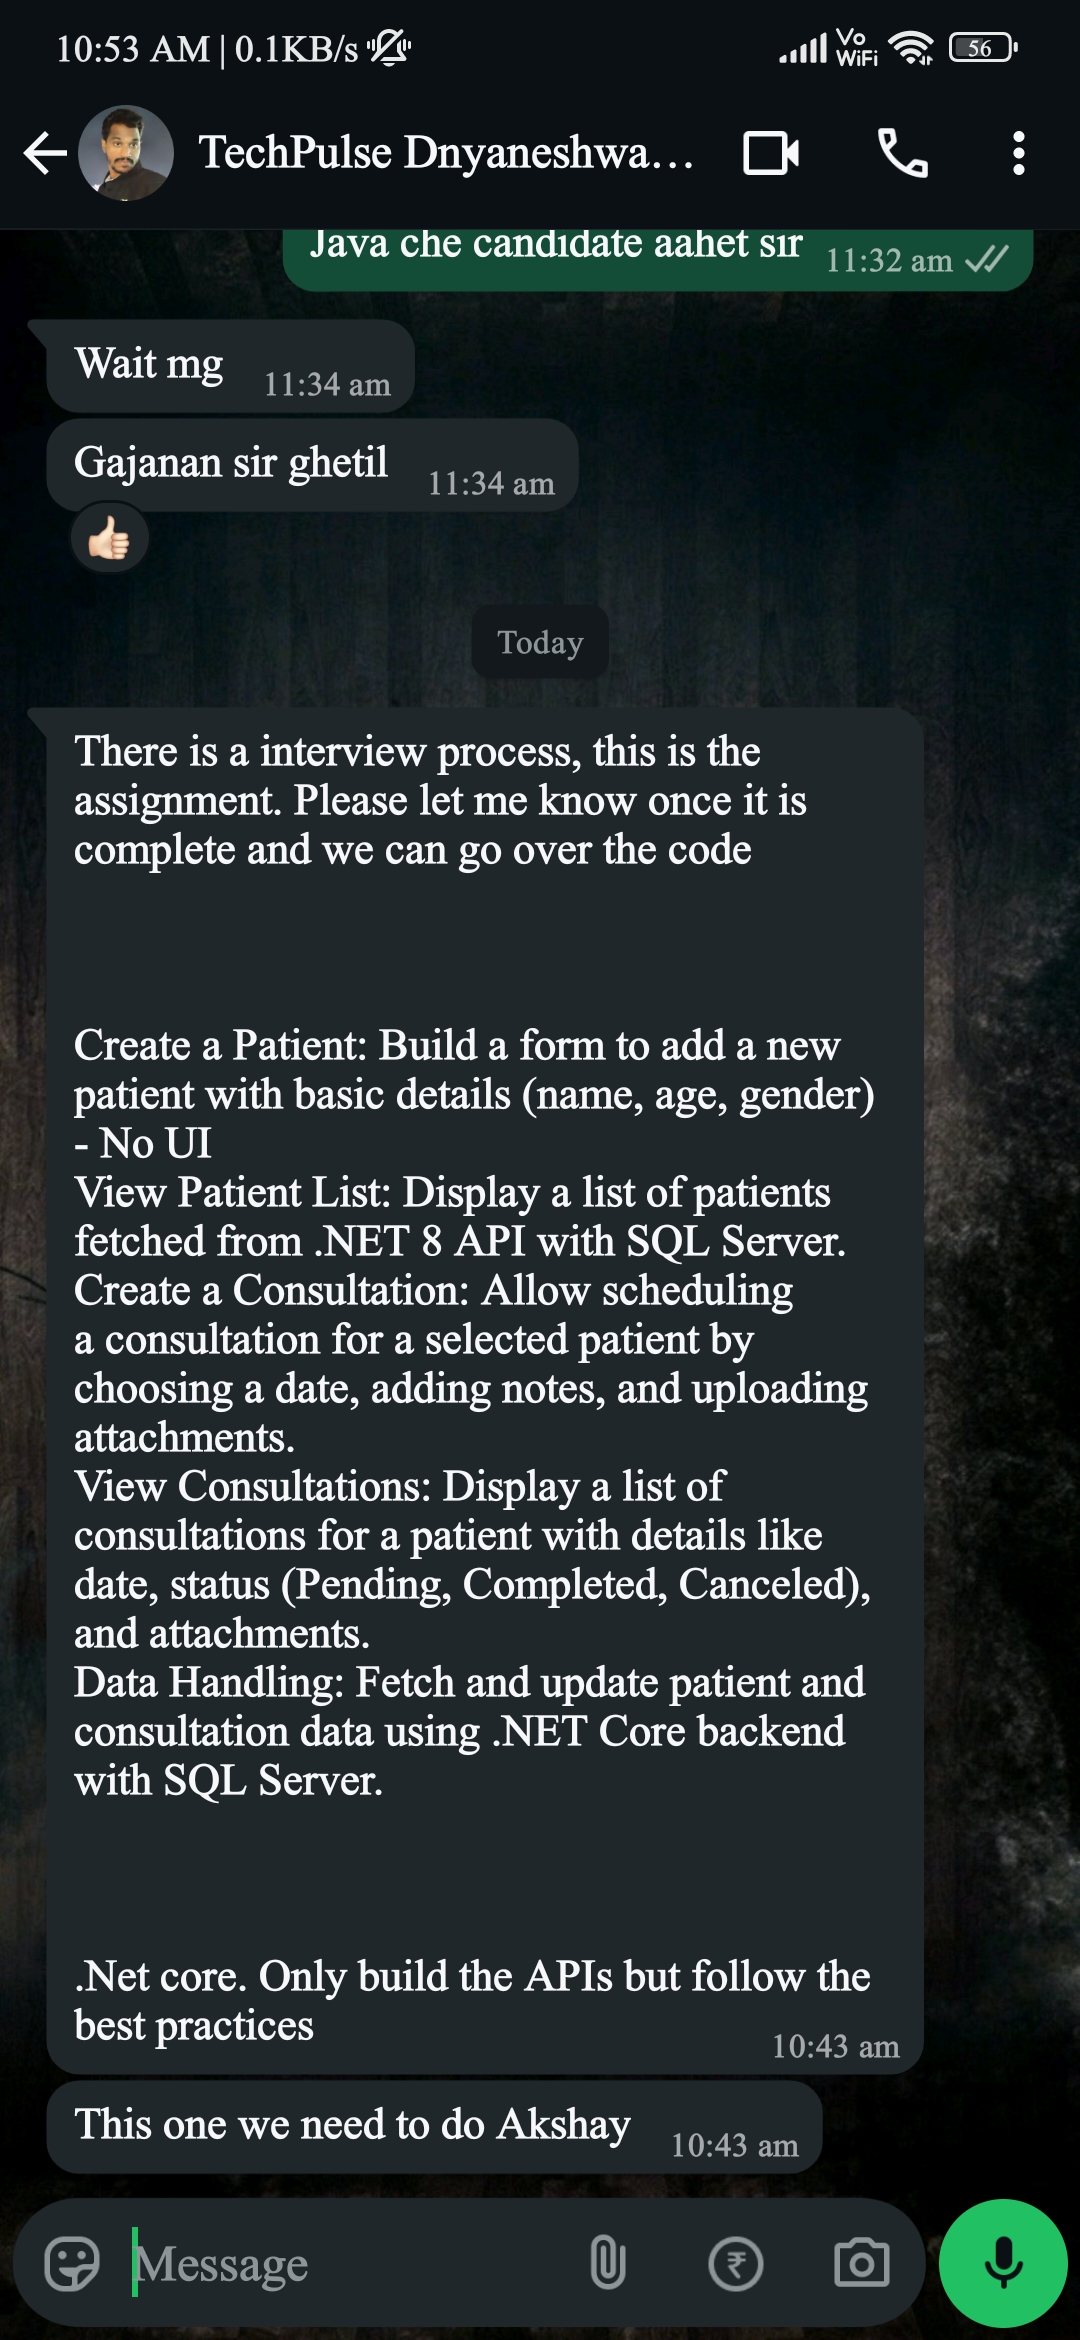 10:53 AM | 0.1KB/s
Vo
WiFi
56
TechPulse Dnyaneshwa...
Java che candidate aahet sir
11:32 am
Wait mg
11:34 am
Gajanan sir ghetil
11:34 am
Today
There is a interview process, this is the
assignment. Please let me know once it is
complete and we can go over the code
Create a Patient: Build a form to add a new
patient with basic details (name, age, gender)
- No UI
View Patient List: Display a list of patients
fetched from .NET 8 API with SQL Server.
Create a Consultation: Allow scheduling
a consultation for a selected patient by
choosing a date, adding notes, and uploading
attachments.
View Consultations: Display a list of
consultations for a patient with details like
date, status (Pending, Completed, Canceled),
and attachments.
Data Handling: Fetch and update patient and
consultation data using .NET Core backend
with SQL Server.
.Net core. Only build the APIs but follow the
best practices
10:43 am
This one we need to do Akshay
10:43 am
Message
₹